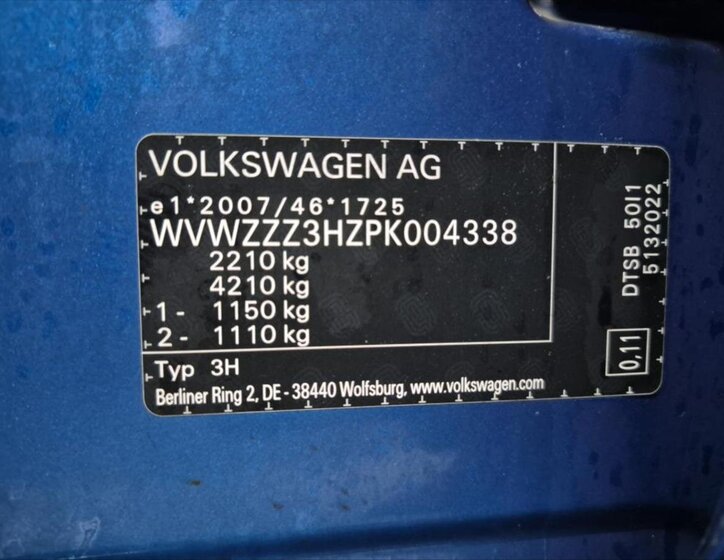 VOLKSWAGEN AG
e1*2007/46*1725
WVWZZZ3HZPK004338
2210 kg
4210 kg
1- 1150 kg
2- 1110 kg
Typ 3H
Berliner Ring 2, DE - 38440 Wolfsburg, www.volkswagen.com
DTSB 50I1
5132022
0,11